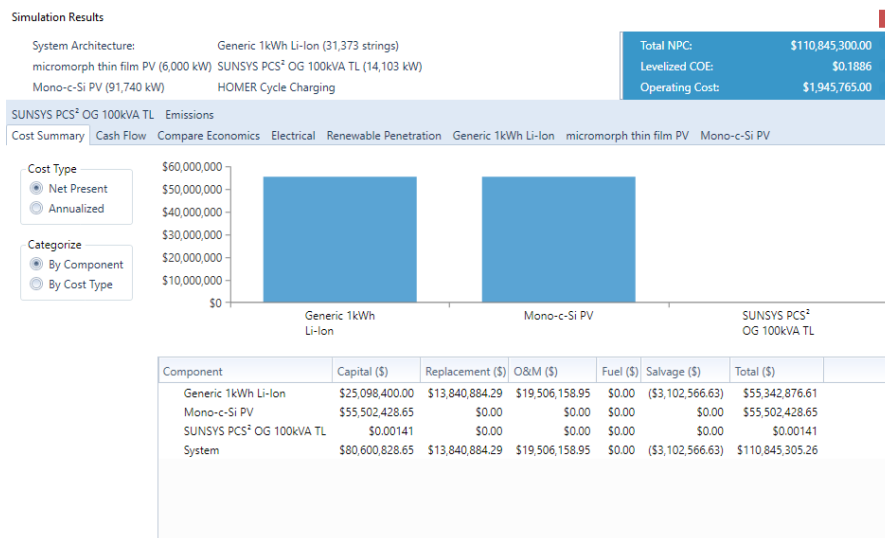 Simulation Results
System Architecture: Generic 1kWh Li-Ion (31,373 strings)
micromorph thin film PV (6,000 kW) SUNSYS PCS² OG 100kVA TL (14,103 kW)
Mono-c-Si PV (91,740 kW) HOMER Cycle Charging
Total NPC: $110,845,300.00
Levelized COE: $0.1886
Operating Cost: $1,945,765.00
SUNSYS PCS² OG 100kVA TL Emissions
Cost Summary Cash Flow Compare Economics Electrical Renewable Penetration Generic 1kWh Li-Ion micromorph thin film PV Mono-c-Si PV
Cost Type
Net Present
Annualized
Categorize
By Component
By Cost Type
$60,000,000
$50,000,000
$40,000,000
$30,000,000
$20,000,000
$10,000,000
$0
Generic 1kWh
Li-Ion
Mono-c-Si PV
SUNSYS PCS²
OG 100kVA TL
Component Capital ($) Replacement ($) O&M ($) Fuel ($) Salvage ($) Total ($)
Generic 1kWh Li-Ion $25,098,400.00 $13,840,884.29 $19,506,158.95 $0.00 ($3,102,566.63) $55,342,876.61
Mono-c-Si PV $55,502,428.65 $0.00 $0.00 $0.00 $0.00 $55,502,428.65
SUNSYS PCS² OG 100kVA TL $0.00141 $0.00 $0.00 $0.00 $0.00 $0.00141
System $80,600,828.65 $13,840,884.29 $19,506,158.95 $0.00 ($3,102,566.63) $110,845,305.26